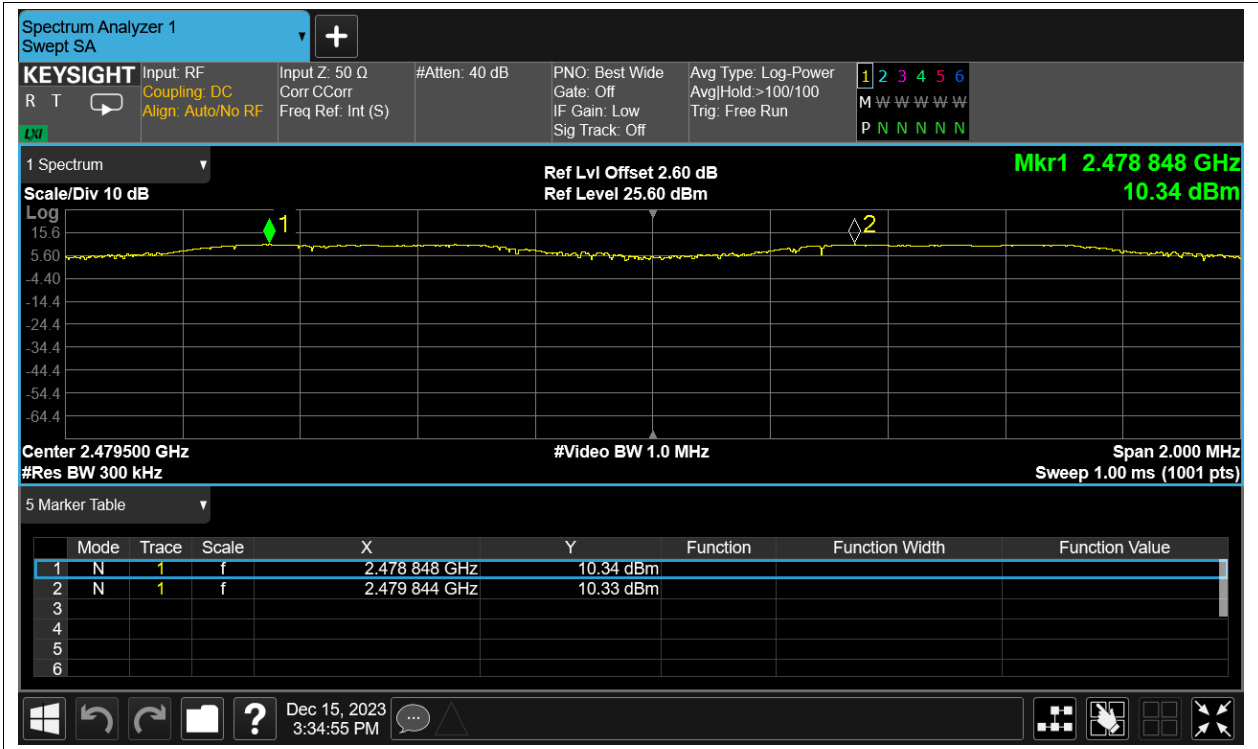 Spectrum Analyzer 1
Swept SA
KEYSIGHT Input: RF Input Z: 50 Ω #Atten: 40 dB PNO: Best Wide Avg Type: Log-Power 1 2 3 4 5 6
R T Coupling: DC Corr CCorr Gate: Off Avg|Hold:>100/100 M W W W W W
Align: Auto/No RF Freq Ref: Int (S) IF Gain: Low Trig: Free Run
LXI Sig Track: Off P N N N N N
1 Spectrum Ref Lvl Offset 2.60 dB Mkr1 2.478 848 GHz
Scale/Div 10 dB Ref Level 25.60 dBm 10.34 dBm
Log
1 2
15.6
5.60
-4.40
-14.4
-24.4
-34.4
-44.4
-54.4
-64.4
Center 2.479500 GHz #Video BW 1.0 MHz Span 2.000 MHz
#Res BW 300 kHz Sweep 1.00 ms (1001 pts)
5 Marker Table
Mode Trace Scale X Y Function Function Width Function Value
1 N 1 f 2.478 848 GHz 10.34 dBm
2 N 1 f 2.479 844 GHz 10.33 dBm
3
4
5
6
? Dec 15, 2023
3:34:55 PM